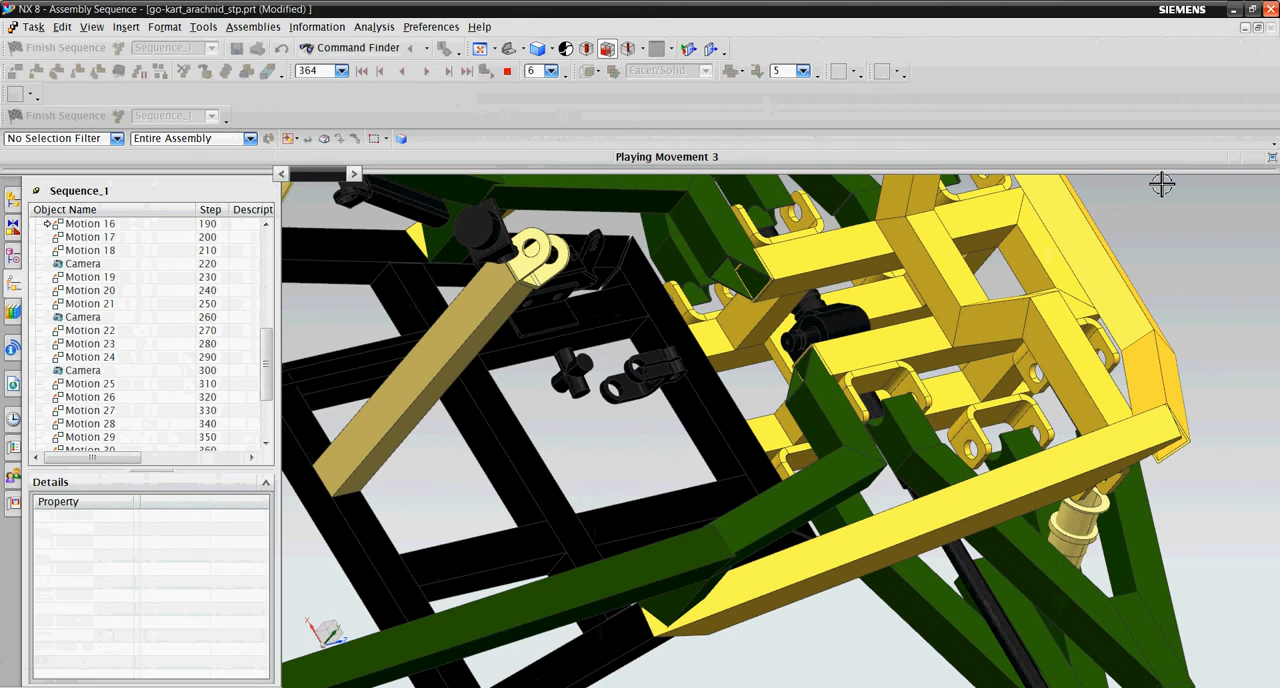 NX 8 - Assembly Sequence - [go-kart_arachnid_stp.prt (Modified) ]
SIEMENS
Task Edit View Insert Format Tools Assemblies Information Analysis Preferences Help
Finish Sequence Sequence_1 Command Finder
364 6 Facet/Solid 5
Finish Sequence Sequence_1
No Selection Filter Entire Assembly
Playing Movement 3
Sequence_1
Object Name Step Descript
Motion 16 190
Motion 17 200
Motion 18 210
Camera 220
Motion 19 230
Motion 20 240
Motion 21 250
Camera 260
Motion 22 270
Motion 23 280
Motion 24 290
Camera 300
Motion 25 310
Motion 26 320
Motion 27 330
Motion 28 340
Motion 29 350
Motion 30 360
Details
Property
X